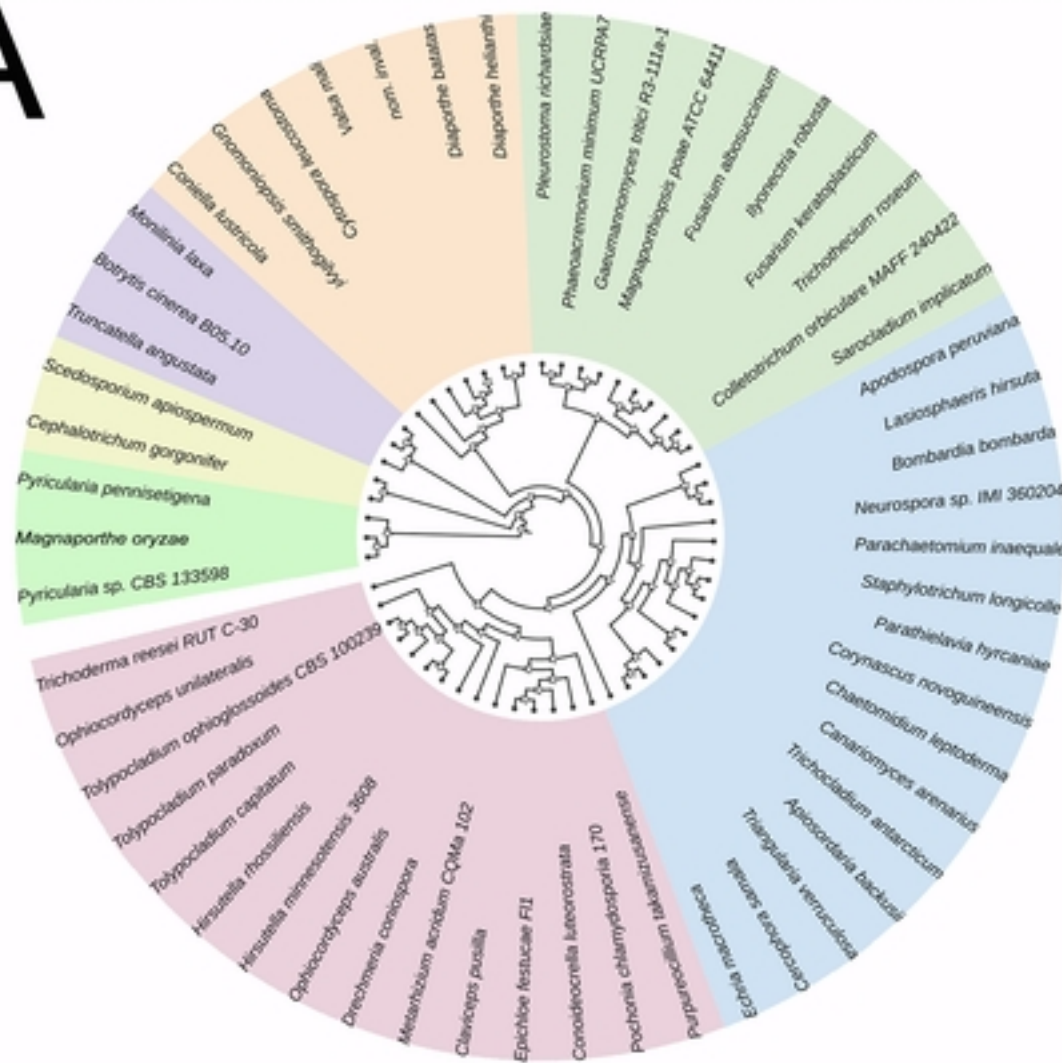 A
Pleurostoma richardsiae
Phaeoacremonium minimum UCRPA7
Gaeumannomyces tritici R3-111a-1
Magnaporthiopsis poae ATCC 64411
Fusarium albosuccineum
Ilyonectria robusta
Fusarium keratoplasticum
Trichothecium roseum
Colletotrichum orbiculare MAFF 240422
Sarocladium implicatum
Apodospora peruviana
Lasiosphaeris hirsuta
Bombardia bombarda
Neurospora sp. IMI 360204
Parachaetomium inaequale
Staphylotrichum longicolle
Parathielavia hyrcaniae
Corynascus novoguineensis
Chaetomidium leptoderma
Canariomyces arenarius
Trichocladium antarcticum
Apiosordaria backusii
Triangularia verruculosa
Cercophora samala
Echria macrotheca
Purpureocillium takamizusanense
Pochonia chlamydosporia 170
Conoideocrella luteorostrata
Epichloe festucae Fl1
Claviceps pusilla
Metarhizium acridum CQMa 102
Drechmeria coniospora
Ophiocordyceps australis
Hirsutella minnesotensis 3608
Hirsutella rhossiliensis
Tolypocladium capitatum
Tolypocladium paradoxum
Tolypocladium ophioglossoides CBS 100239
Ophiocordyceps unilateralis
Trichoderma reesei RUT C-30
Pyricularia sp. CBS 133598
Magnaporthe oryzae
Pyricularia pennisetigena
Cephalotrichum gorgonifer
Scedosporium apiospermum
Truncatella angustata
Botrytis cinerea B05.10
Monilinia laxa
Coniella lustricola
Gnomoniopsis smithogilvyi
Cytospora leucostoma
Valsa mali
nom. inval.
Diaporthe batatas
Diaporthe helianthi